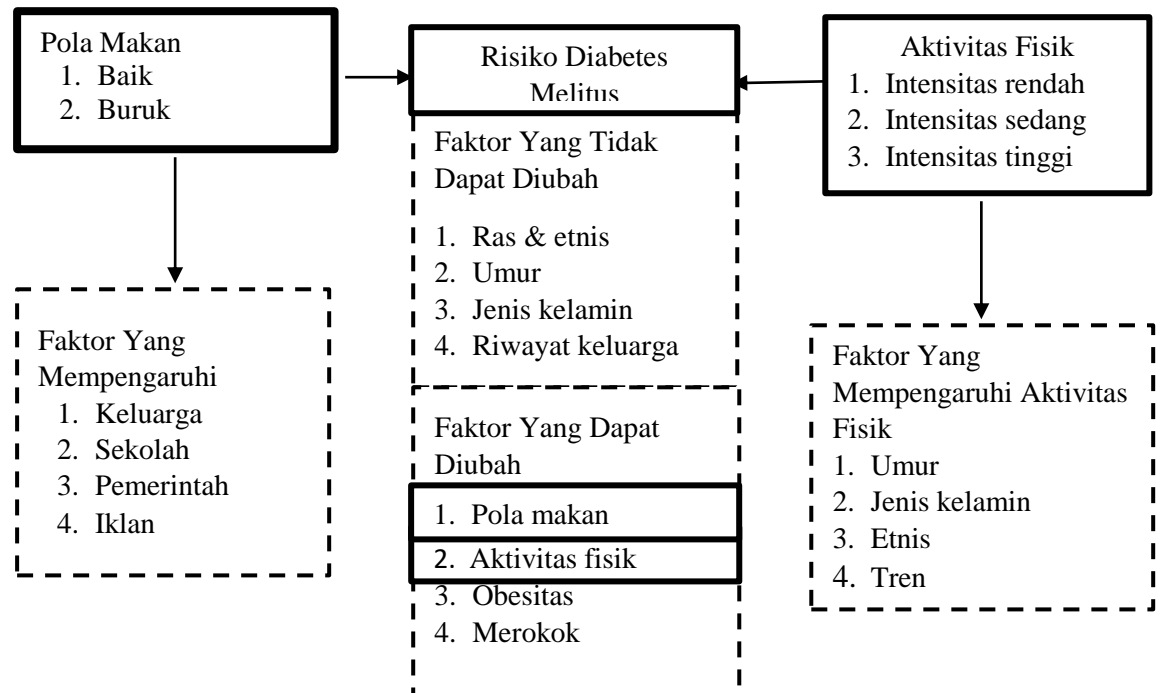 Pola Makan
1. Baik
2. Buruk
Risiko Diabetes
Melitus
Aktivitas Fisik
1. Intensitas rendah
2. Intensitas sedang
3. Intensitas tinggi
Faktor Yang Tidak
Dapat Diubah
1. Ras & etnis
2. Umur
3. Jenis kelamin
4. Riwayat keluarga
Faktor Yang
Mempengaruhi
1. Keluarga
2. Sekolah
3. Pemerintah
4. Iklan
Faktor Yang Dapat
Diubah
1. Pola makan
2. Aktivitas fisik
3. Obesitas
4. Merokok
Faktor Yang
Mempengaruhi Aktivitas
Fisik
1. Umur
2. Jenis kelamin
3. Etnis
4. Tren